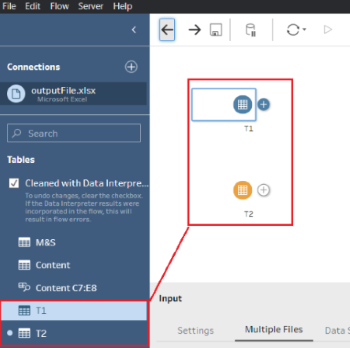 File Edit Flow Server Help
Connections
outputFile.xlsx
Microsoft Excel
Search
Tables
Cleaned with Data Interpre...
To undo changes, clear the checkbox.
If the Data Interpreter results were
incorporated in the flow, this will
result in flow errors.
M&S
Content
Content C7:E8
T1
T2
T1
T2
Input
Settings Multiple Files Data S